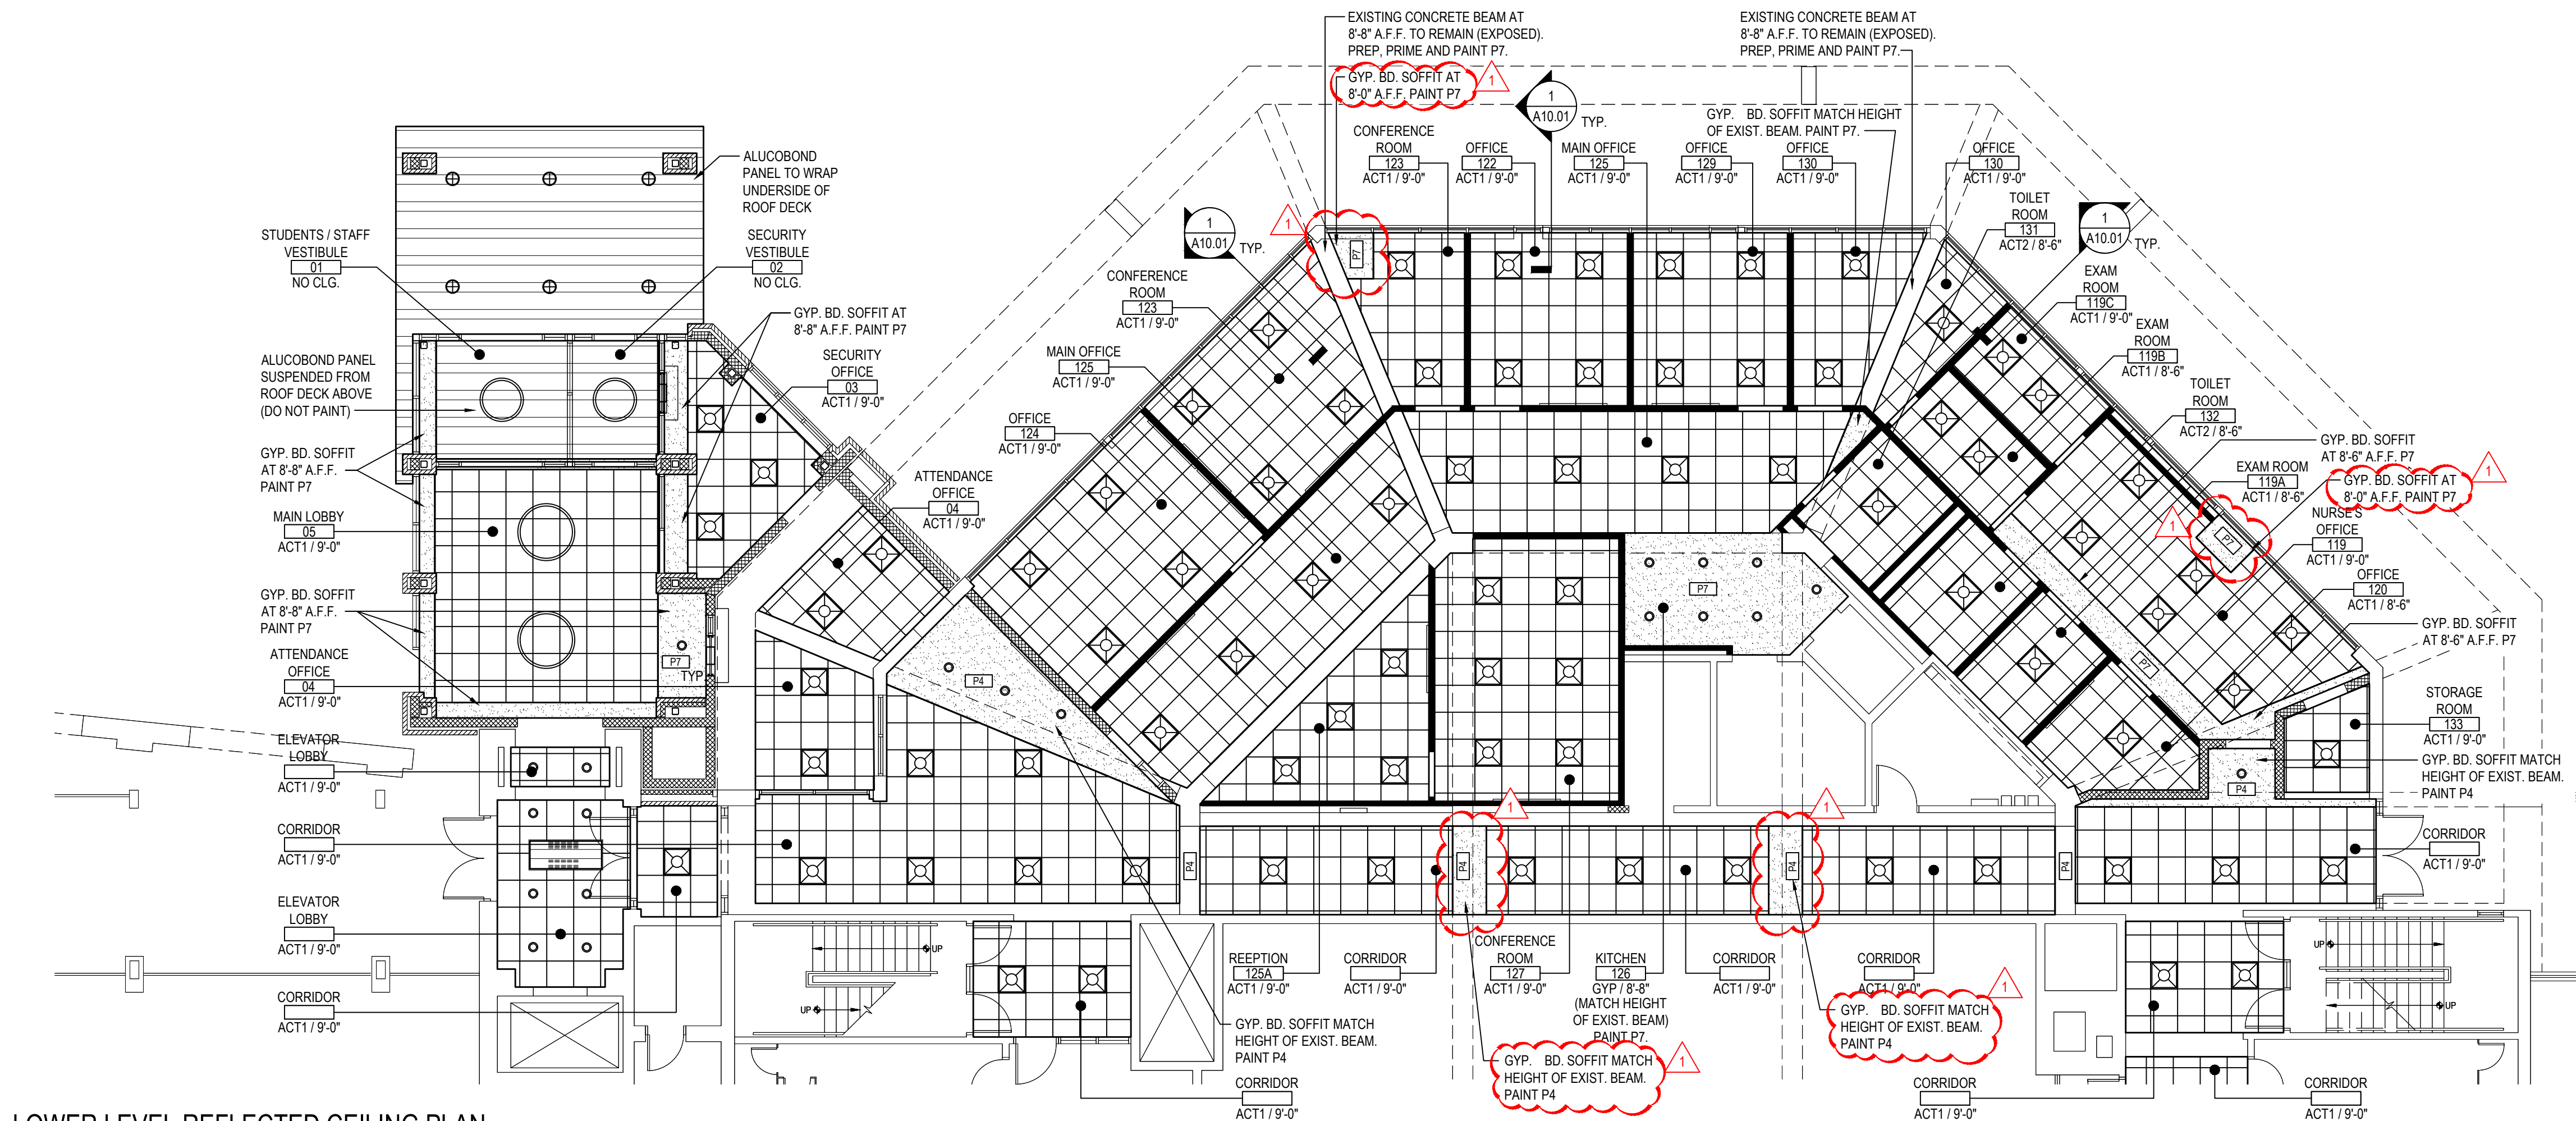 EXISTING CONCRETE BEAM AT
8'-8" A.F.F. TO REMAIN (EXPOSED).
PREP, PRIME AND PAINT P7.
GYP. BD. SOFFIT AT
8'-0" A.F.F. PAINT P7
1
EXISTING CONCRETE BEAM AT
8'-8" A.F.F. TO REMAIN (EXPOSED).
PREP, PRIME AND PAINT P7.
1
A10.01
TYP.
GYP. BD. SOFFIT MATCH HEIGHT
OF EXIST. BEAM. PAINT P7.
CONFERENCE
ROOM
123
ACT1 / 9'-0"
OFFICE
122
ACT1 / 9'-0"
MAIN OFFICE
125
ACT1 / 9'-0"
OFFICE
129
ACT1 / 9'-0"
OFFICE
130
ACT1 / 9'-0"
OFFICE
130
ACT1 / 9'-0"
TOILET
ROOM
131
ACT2 / 8'-6"
1
A10.01
TYP.
EXAM
ROOM
119C
ACT1 / 9'-0"
EXAM
ROOM
119B
ACT1 / 8'-6"
TOILET
ROOM
132
ACT2 / 8'-6"
GYP. BD. SOFFIT
AT 8'-6" A.F.F. P7
EXAM ROOM
119A
ACT1 / 8'-6"
GYP. BD. SOFFIT AT
8'-0" A.F.F. PAINT P7
1
1
NURSE'S
OFFICE
119
ACT1 / 9'-0"
OFFICE
120
ACT1 / 8'-6"
GYP. BD. SOFFIT
AT 8'-6" A.F.F. P7
STORAGE
ROOM
133
ACT1 / 9'-0"
GYP. BD. SOFFIT MATCH
HEIGHT OF EXIST. BEAM.
PAINT P4
CORRIDOR
ACT1 / 9'-0"
ALUCOBOND
PANEL TO WRAP
UNDERSIDE OF
ROOF DECK
STUDENTS / STAFF
VESTIBULE
01
NO CLG.
SECURITY
VESTIBULE
02
NO CLG.
GYP. BD. SOFFIT AT
8'-8" A.F.F. PAINT P7
ALUCOBOND PANEL
SUSPENDED FROM
ROOF DECK ABOVE
(DO NOT PAINT)
SECURITY
OFFICE
03
ACT1 / 9'-0"
GYP. BD. SOFFIT
AT 8'-8" A.F.F.
PAINT P7
MAIN LOBBY
05
ACT1 / 9'-0"
GYP. BD. SOFFIT
AT 8'-8" A.F.F.
PAINT P7
ATTENDANCE
OFFICE
04
ACT1 / 9'-0"
ELEVATOR
LOBBY
ACT1 / 9'-0"
CORRIDOR
ACT1 / 9'-0"
ELEVATOR
LOBBY
ACT1 / 9'-0"
CORRIDOR
ACT1 / 9'-0"
1
A10.01
TYP.
1
CONFERENCE
ROOM
123
ACT1 / 9'-0"
MAIN OFFICE
125
ACT1 / 9'-0"
OFFICE
124
ACT1 / 9'-0"
ATTENDANCE
OFFICE
04
ACT1 / 9'-0"
P7
P7
TYP.
P4
P7
P7
P7
P4
P4
P4
P4
P4
1
1
UP
UP
UP
UP
REEPTION
125A
ACT1 / 9'-0"
CORRIDOR
ACT1 / 9'-0"
CONFERENCE
ROOM
127
ACT1 / 9'-0"
KITCHEN
126
GYP / 8'-8"
(MATCH HEIGHT
OF EXIST. BEAM)
PAINT P7.
CORRIDOR
ACT1 / 9'-0"
CORRIDOR
ACT1 / 9'-0"
GYP. BD. SOFFIT MATCH
HEIGHT OF EXIST. BEAM.
PAINT P4
1
GYP. BD. SOFFIT MATCH
HEIGHT OF EXIST. BEAM.
PAINT P4
GYP. BD. SOFFIT MATCH
HEIGHT OF EXIST. BEAM.
PAINT P4
1
CORRIDOR
ACT1 / 9'-0"
CORRIDOR
ACT1 / 9'-0"
CORRIDOR
ACT1 / 9'-0"
LOWER LEVEL REFLECTED CEILING PLAN